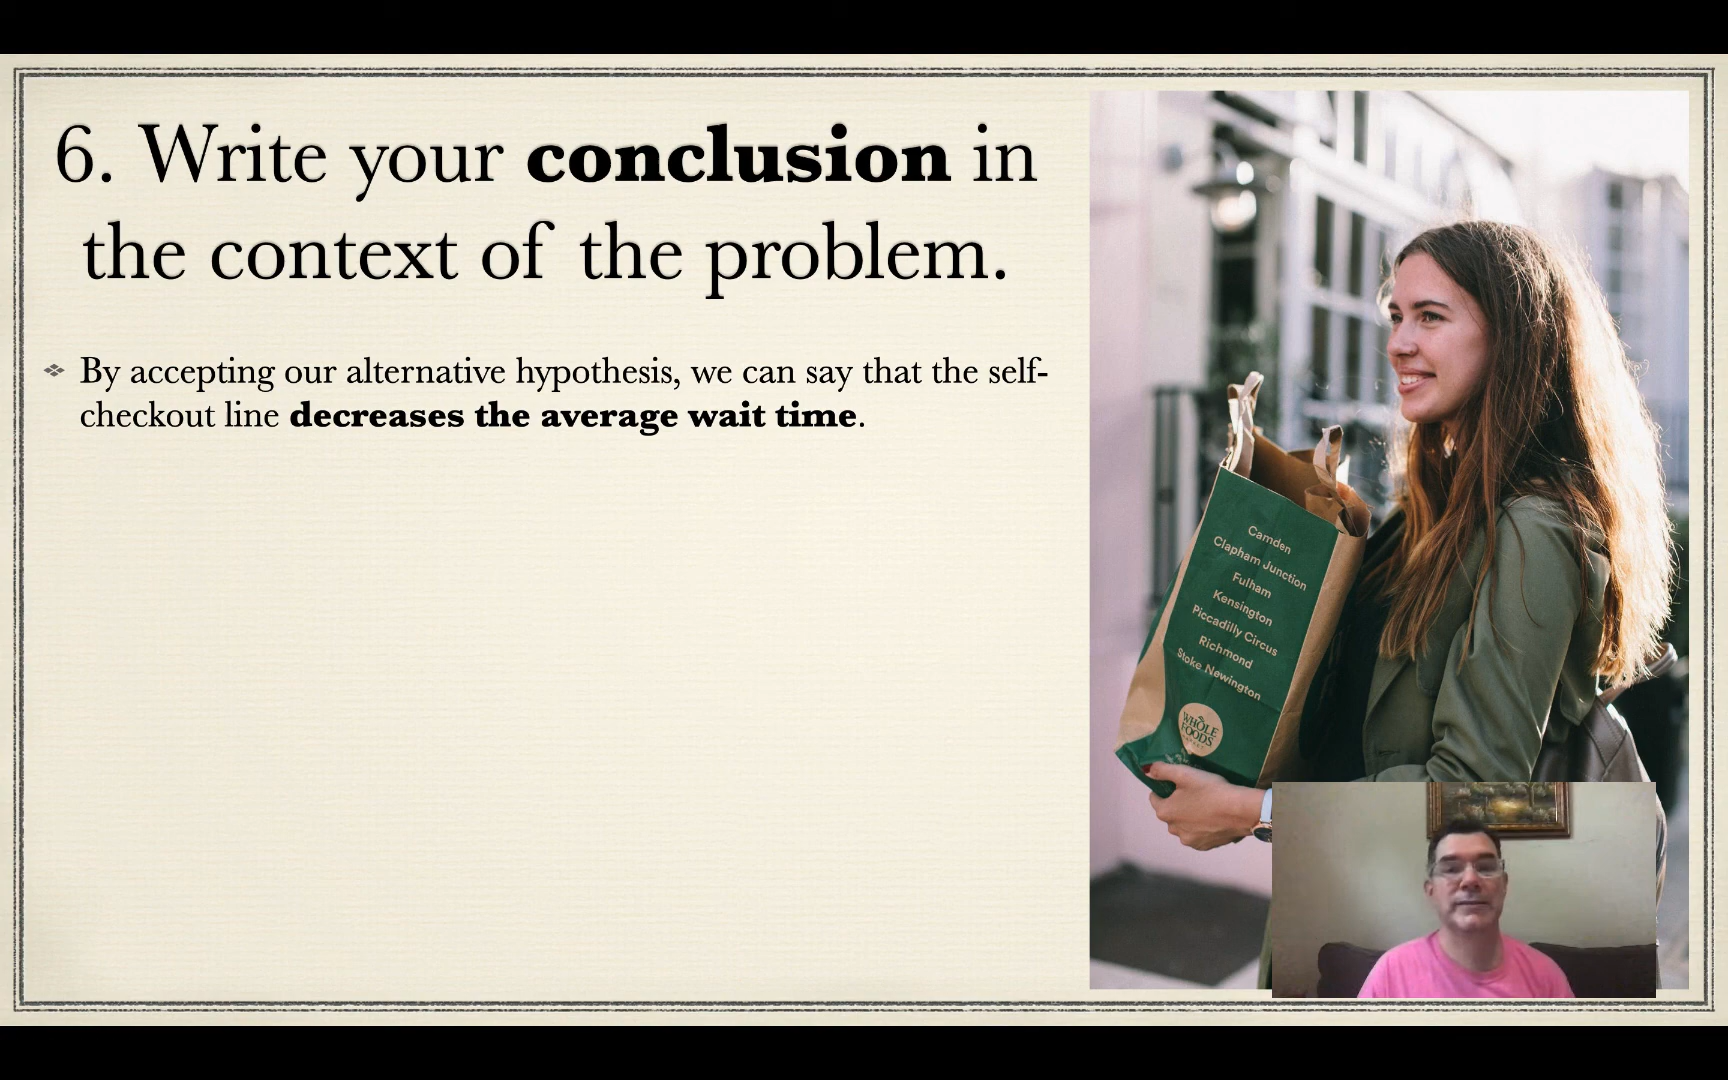 6. Write your conclusion in
the context of the problem.
By accepting our alternative hypothesis, we can say that the self-
checkout line decreases the average wait time.
Camden
Clapham Junction
Fulham
Kensington
Piccadilly Circus
Richmond
Stoke Newington
WHOLE
FOODS